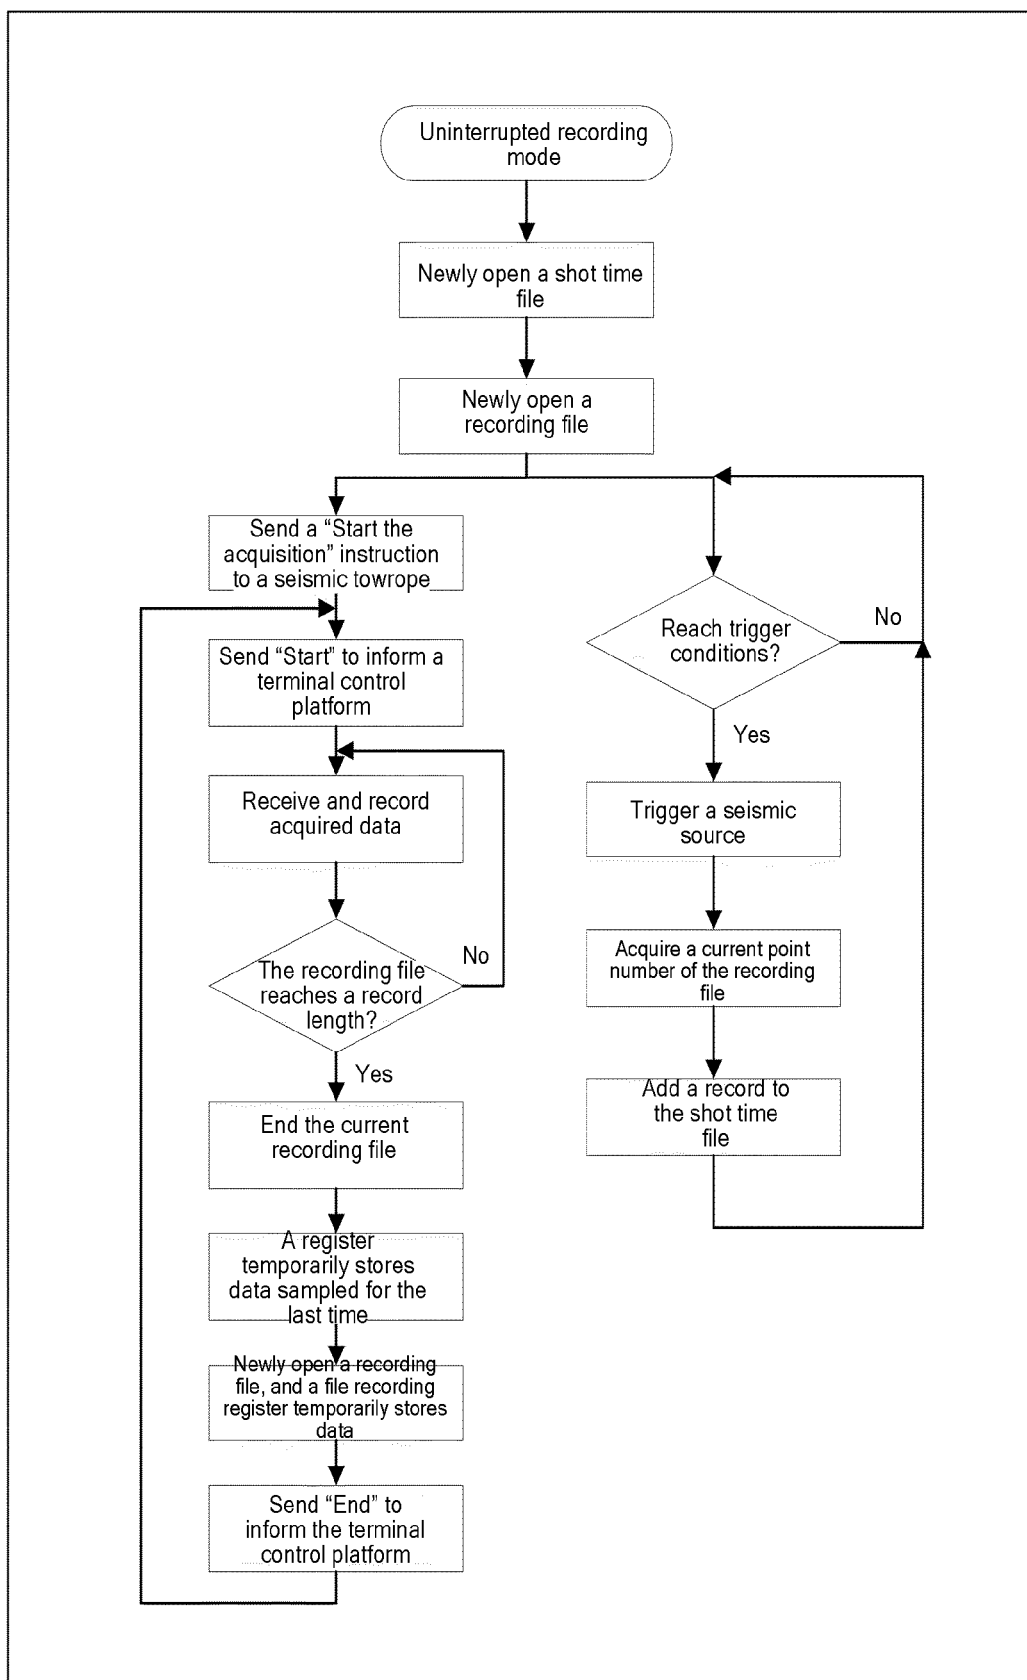 Uninterrupted recording
mode
Newly open a shot time
file
Newly open a
recording file
Send a “Start the
acquisition” instruction
to a seismic towrope
Send “Start” to inform a
terminal control
platform
Receive and record
acquired data
No
The recording file
reaches a record
length?
Yes
End the current
recording file
A register
temporarily stores
data sampled for the
last time
Newly open a recording
file, and a file recording
register temporarily stores
data
Send “End” to
inform the terminal
control platform
Reach trigger
conditions?
No
Yes
Trigger a seismic
source
Acquire a current point
number of the recording
file
Add a record to
the shot time
file